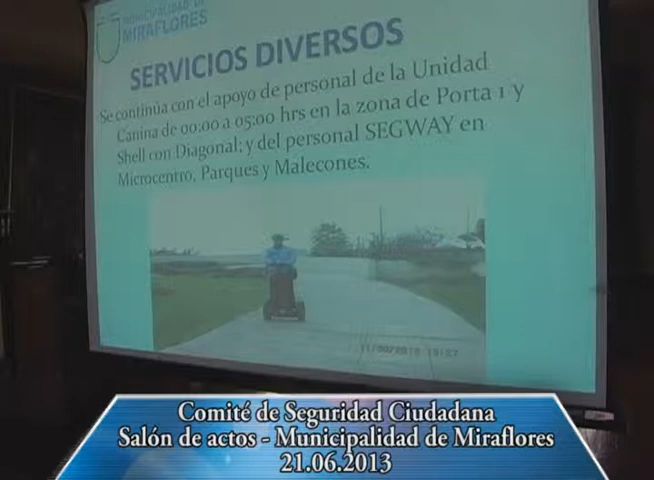 MUNICIPALIDAD DE
MIRAFLORES
SERVICIOS DIVERSOS
Se continúa con el apoyo de personal de la Unidad
Canina de 00:00 a 05:00 hrs en la zona de Porta 1 y
Shell con Diagonal; y del personal SEGWAY en
Microcentro, Parques y Malecones.
Comité de Seguridad Ciudadana
Salón de actos - Municipalidad de Miraflores
21.06.2013